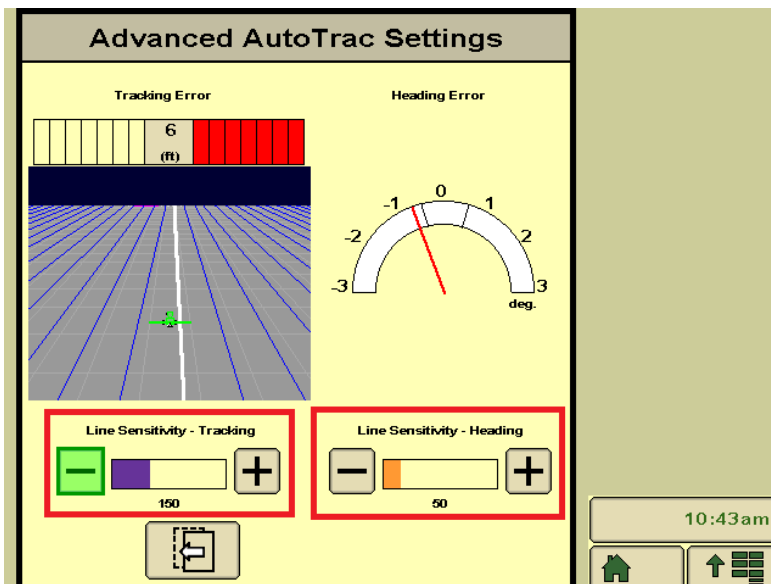 Advanced AutoTrac Settings
Tracking Error
Heading Error
6
(ft)
-3
-2
-1
0
1
2
3
deg.
Line Sensitivity - Tracking
150
Line Sensitivity - Heading
50
10:43am